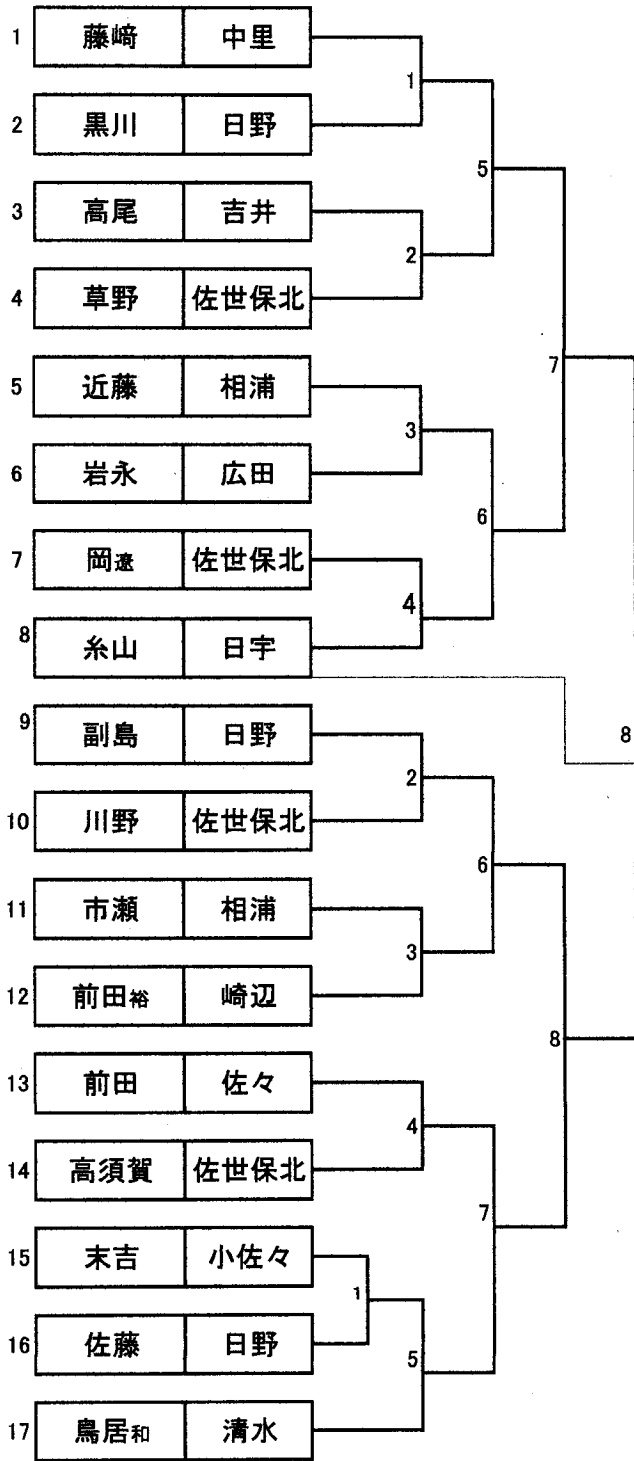 1 藤﨑 中里
1
2 黒川 日野
5
3 高尾 吉井
2
4 草野 佐世保北
7
5 近藤 相浦
3
6 岩永 広田
6
7 岡遼 佐世保北
4
8 糸山 日宇
8
9 副島 日野
2
10 川野 佐世保北
6
11 市瀬 相浦
3
12 前田裕 崎辺
8
13 前田 佐々
4
14 高須賀 佐世保北
7
15 末吉 小佐々
1
16 佐藤 日野
5
17 鳥居和 清水